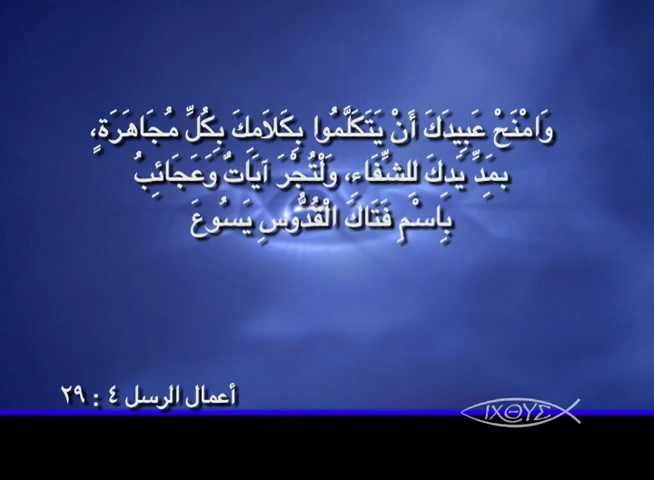 وَامْنَحْ عَبِيدَكَ أَنْ يَتَكَلَّمُوا بِكَلاَمِكَ بِكُلِّ مُجَاهَرَةٍ،
بِمَدِّ يَدِكَ لِلشِّفَاءِ، وَلْتُجْرَ آيَاتٌ وَعَجَائِبُ
بِاسْمِ فَتَاكَ الْقُدُّوسِ يَسُوعَ
أعمال الرسل ٤ : ٢٩
ΙΧΘΥΣ